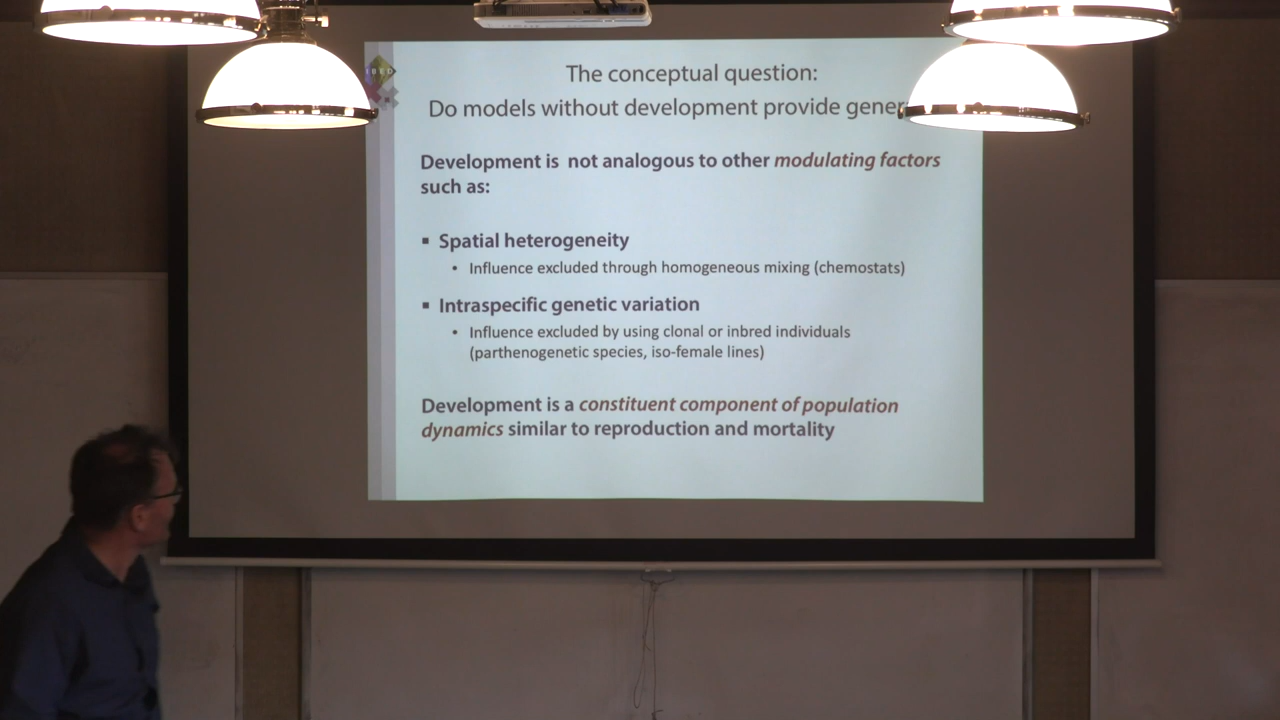 IBED
The conceptual question:
Do models without development provide gener
Development is not analogous to other modulating factors
such as:
▪ Spatial heterogeneity
• Influence excluded through homogeneous mixing (chemostats)
▪ Intraspecific genetic variation
• Influence excluded by using clonal or inbred individuals
(parthenogenetic species, iso-female lines)
Development is a constituent component of population
dynamics similar to reproduction and mortality